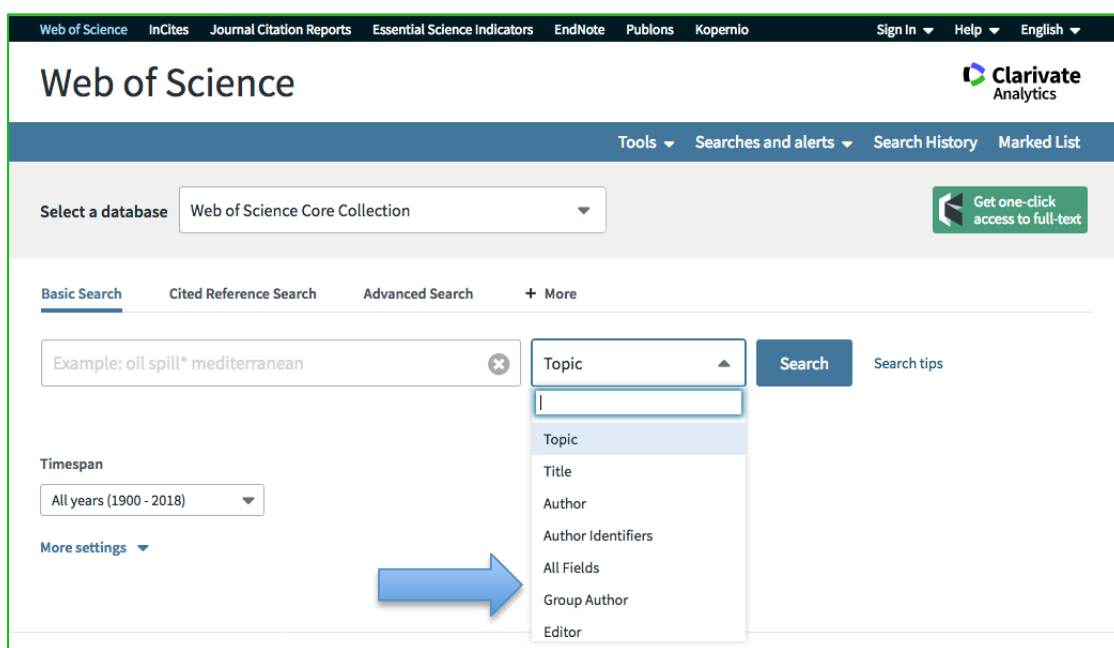 Web of Science InCites Journal Citation Reports Essential Science Indicators EndNote Publons Kopernio Sign In Help English
Web of Science
Clarivate
Analytics
Tools Searches and alerts Search History Marked List
Select a database Web of Science Core Collection
Get one-click
access to full-text
Basic Search Cited Reference Search Advanced Search + More
Example: oil spill* mediterranean Topic Search Search tips
Topic
Timespan
Title
All years (1900 - 2018)
Author
Author Identifiers
More settings
All Fields
Group Author
Editor